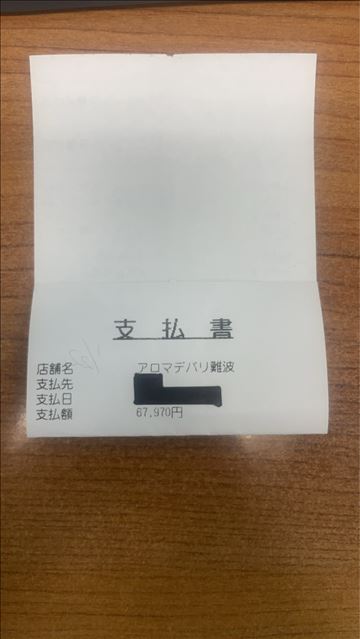 支払書
店舗名 アロマデバリ難波
支払先
支払日
支払額 67,970円